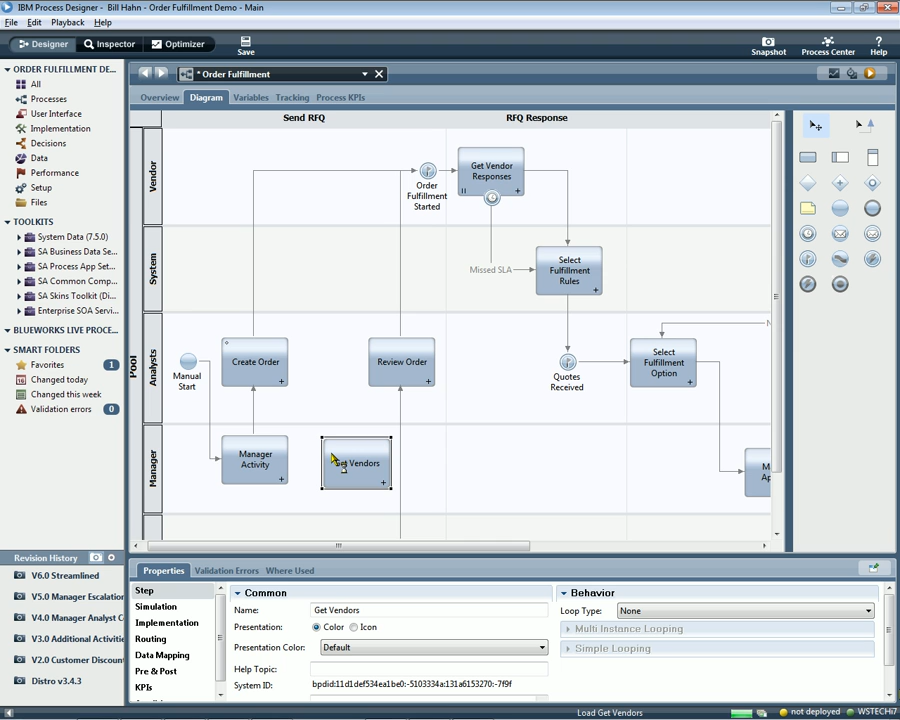 IBM Process Designer - Bill Hahn - Order Fulfillment Demo - Main
File Edit Playback Help
Designer Inspector Optimizer Save Snapshot Process Center Help
ORDER FULFILLMENT DE...
All
Processes
User Interface
Implementation
Decisions
Data
Performance
Setup
Files
TOOLKITS
System Data (7.5.0)
SA Business Data Se...
SA Process App Set...
SA Common Comp...
SA Skins Toolkit (Di...
Enterprise SOA Servi...
BLUEWORKS LIVE PROCE...
SMART FOLDERS
Favorites 1
Changed today
Changed this week
Validation errors 0
Revision History
V6.0 Streamlined
V5.0 Manager Escalation
V4.0 Manager Analyst C
V3.0 Additional Activitie
V2.0 Customer Discoun
Distro v3.4.3
* Order Fulfillment
Overview Diagram Variables Tracking Process KPIs
Send RFQ RFQ Response
Pool
Vendor
Order
Fulfillment
Started
Get Vendor
Responses
System
Missed SLA
Select
Fulfillment
Rules
Analysts
Manual
Start
Create Order
Review Order
Quotes
Received
Select
Fulfillment
Option
Manager
Manager
Activity
Get Vendors
Properties Validation Errors Where Used
Step
Simulation
Implementation
Routing
Data Mapping
Pre & Post
KPIs
Common
Name: Get Vendors
Presentation: Color Icon
Presentation Color: Default
Help Topic:
System ID: bpdid:11d1def534ea1be0:-5103334a:131a6153270:-7f9f
Behavior
Loop Type: None
Multi Instance Looping
Simple Looping
Load Get Vendors not deployed WSTECHi7